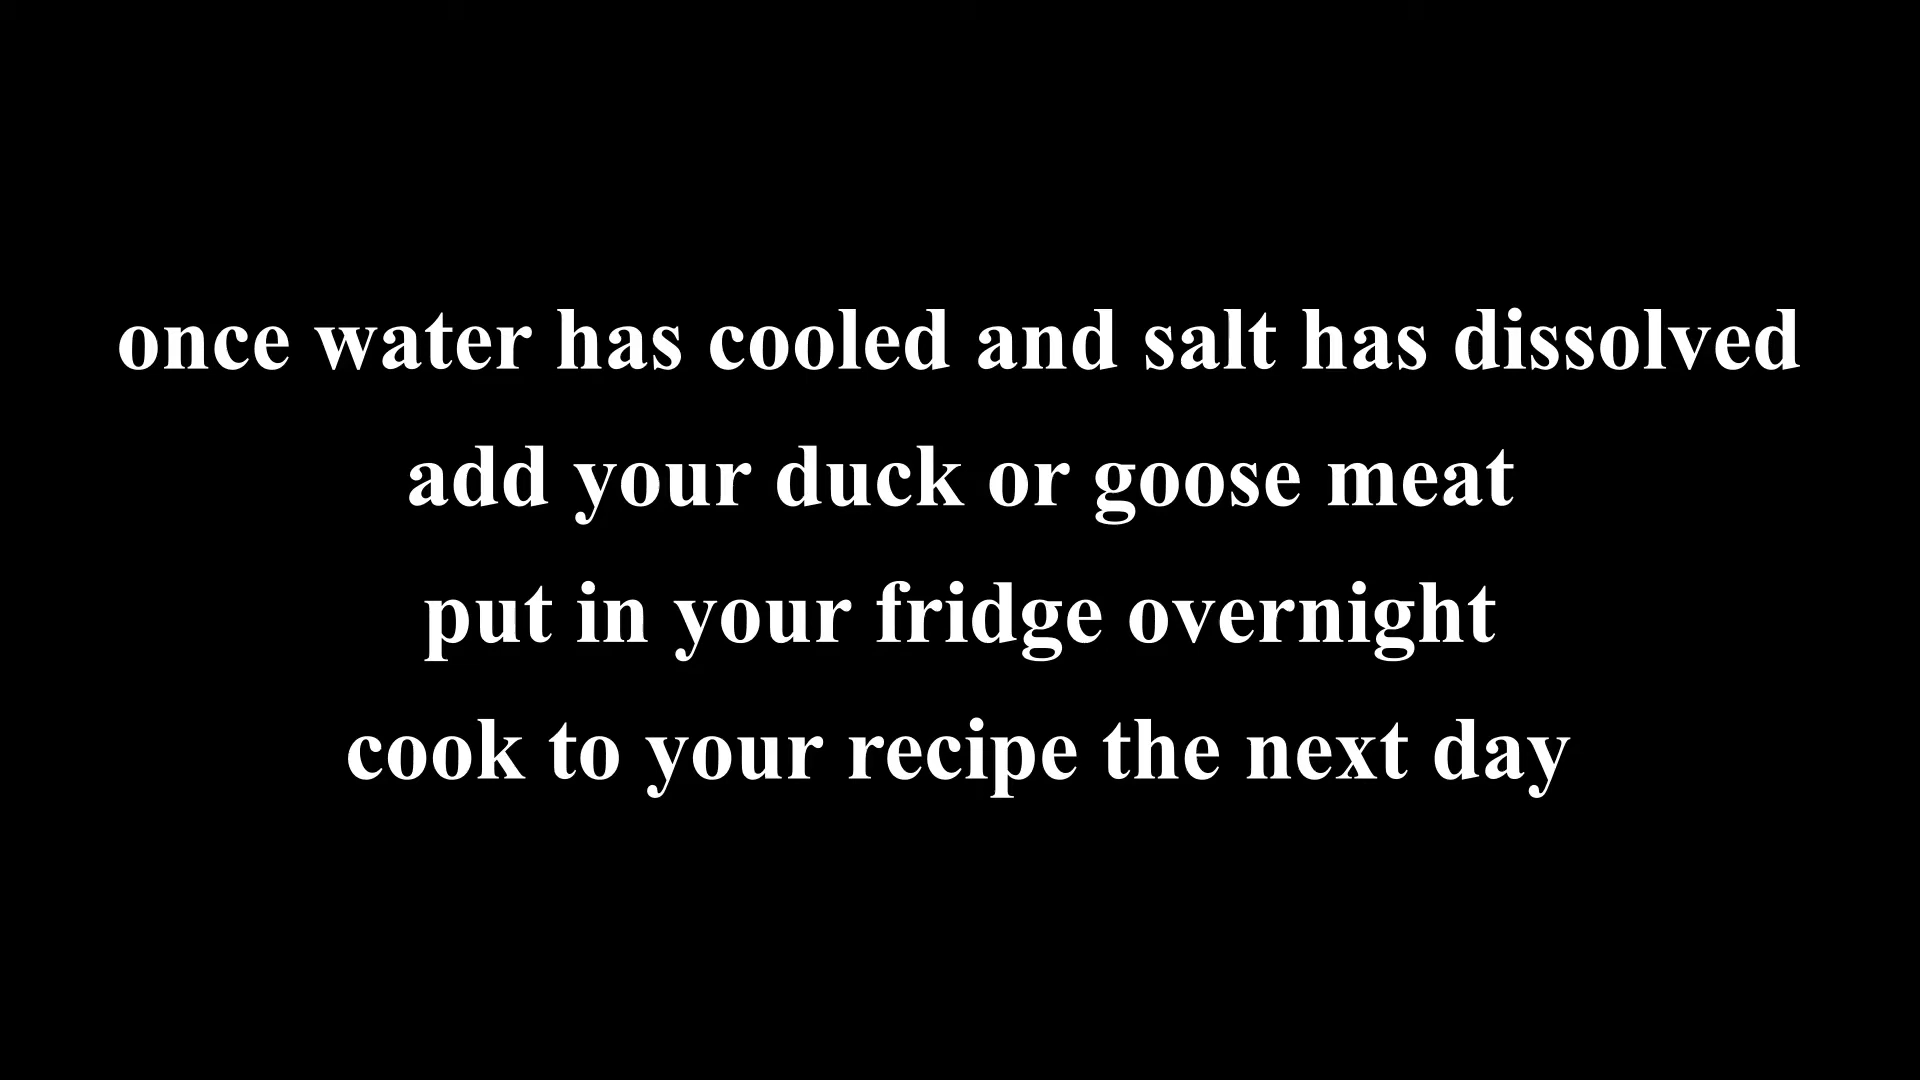 once water has cooled and salt has dissolved
add your duck or goose meat
put in your fridge overnight
cook to your recipe the next day